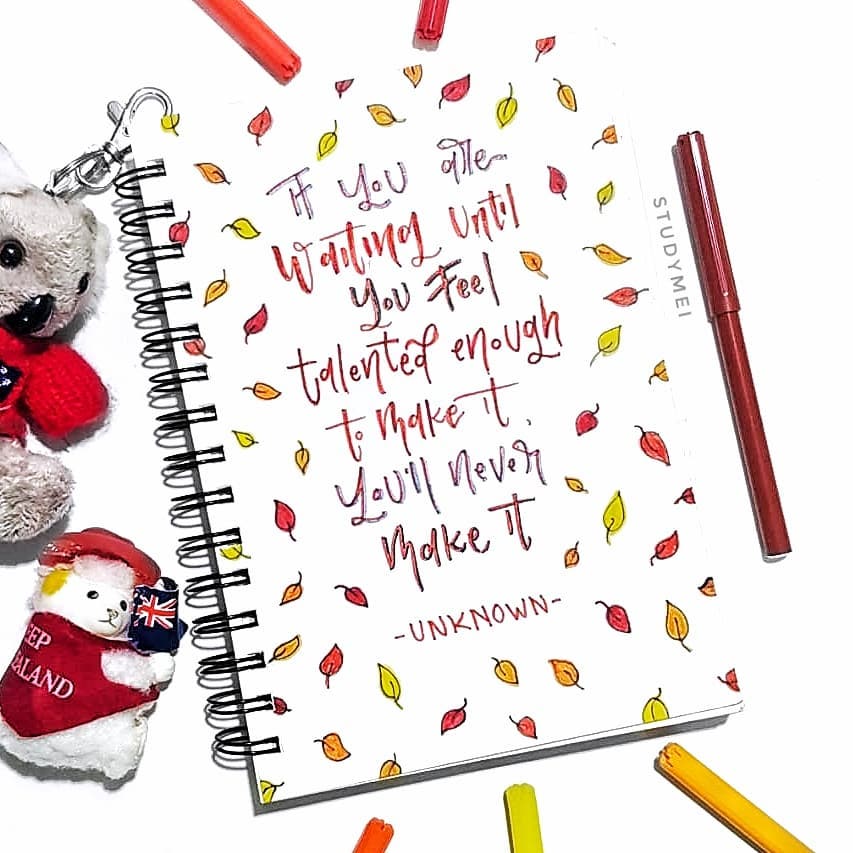 If you are
Waiting Until
You Feel
talented enough
to Make it,
You'll never
Make it
-UNKNOWN-
STUDYMEI
EEP
EALAND